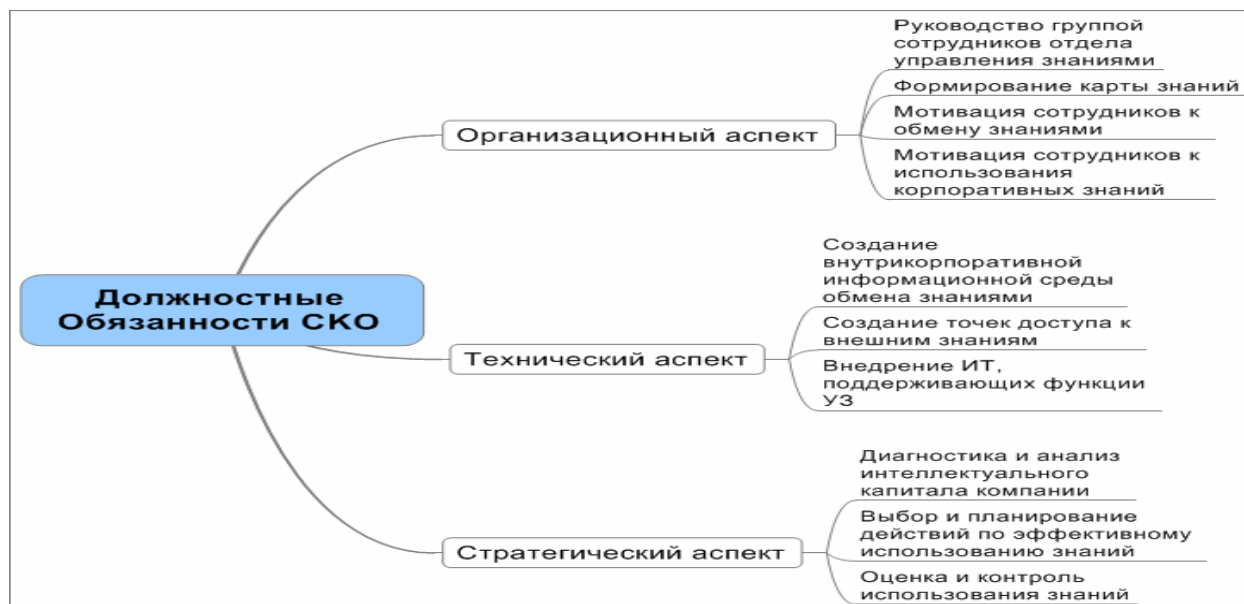 Должностные
Обязанности СКО
Организационный аспект
Руководство группой
сотрудников отдела
управления знаниями
Формирование карты знаний
Мотивация сотрудников к
обмену знаниями
Мотивация сотрудников к
использования
корпоративных знаний
Технический аспект
Создание
внутрикорпоративной
информационной среды
обмена знаниями
Создание точек доступа к
внешним знаниям
Внедрение ИТ,
поддерживающих функции
УЗ
Стратегический аспект
Диагностика и анализ
интеллектуального
капитала компании
Выбор и планирование
действий по эффективному
использованию знаний
Оценка и контроль
использования знаний